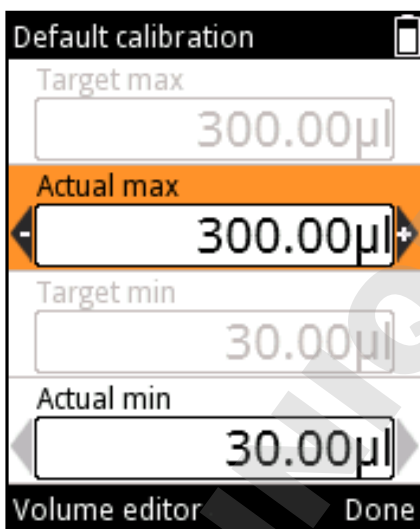 Default calibration
Target max
300.00µl
Actual max
- 300.00µl +
Target min
30.00µl
Actual min
30.00µl
Volume editor Done